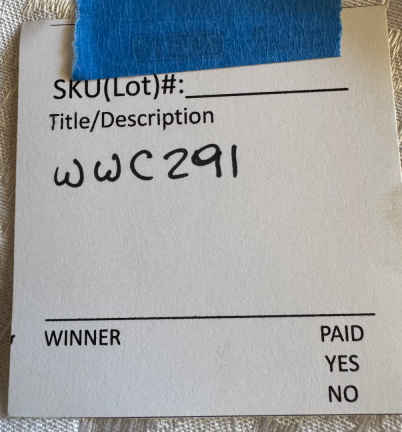 SKU(Lot)#:
Title/Description
WWC291
WINNER PAID
YES
NO